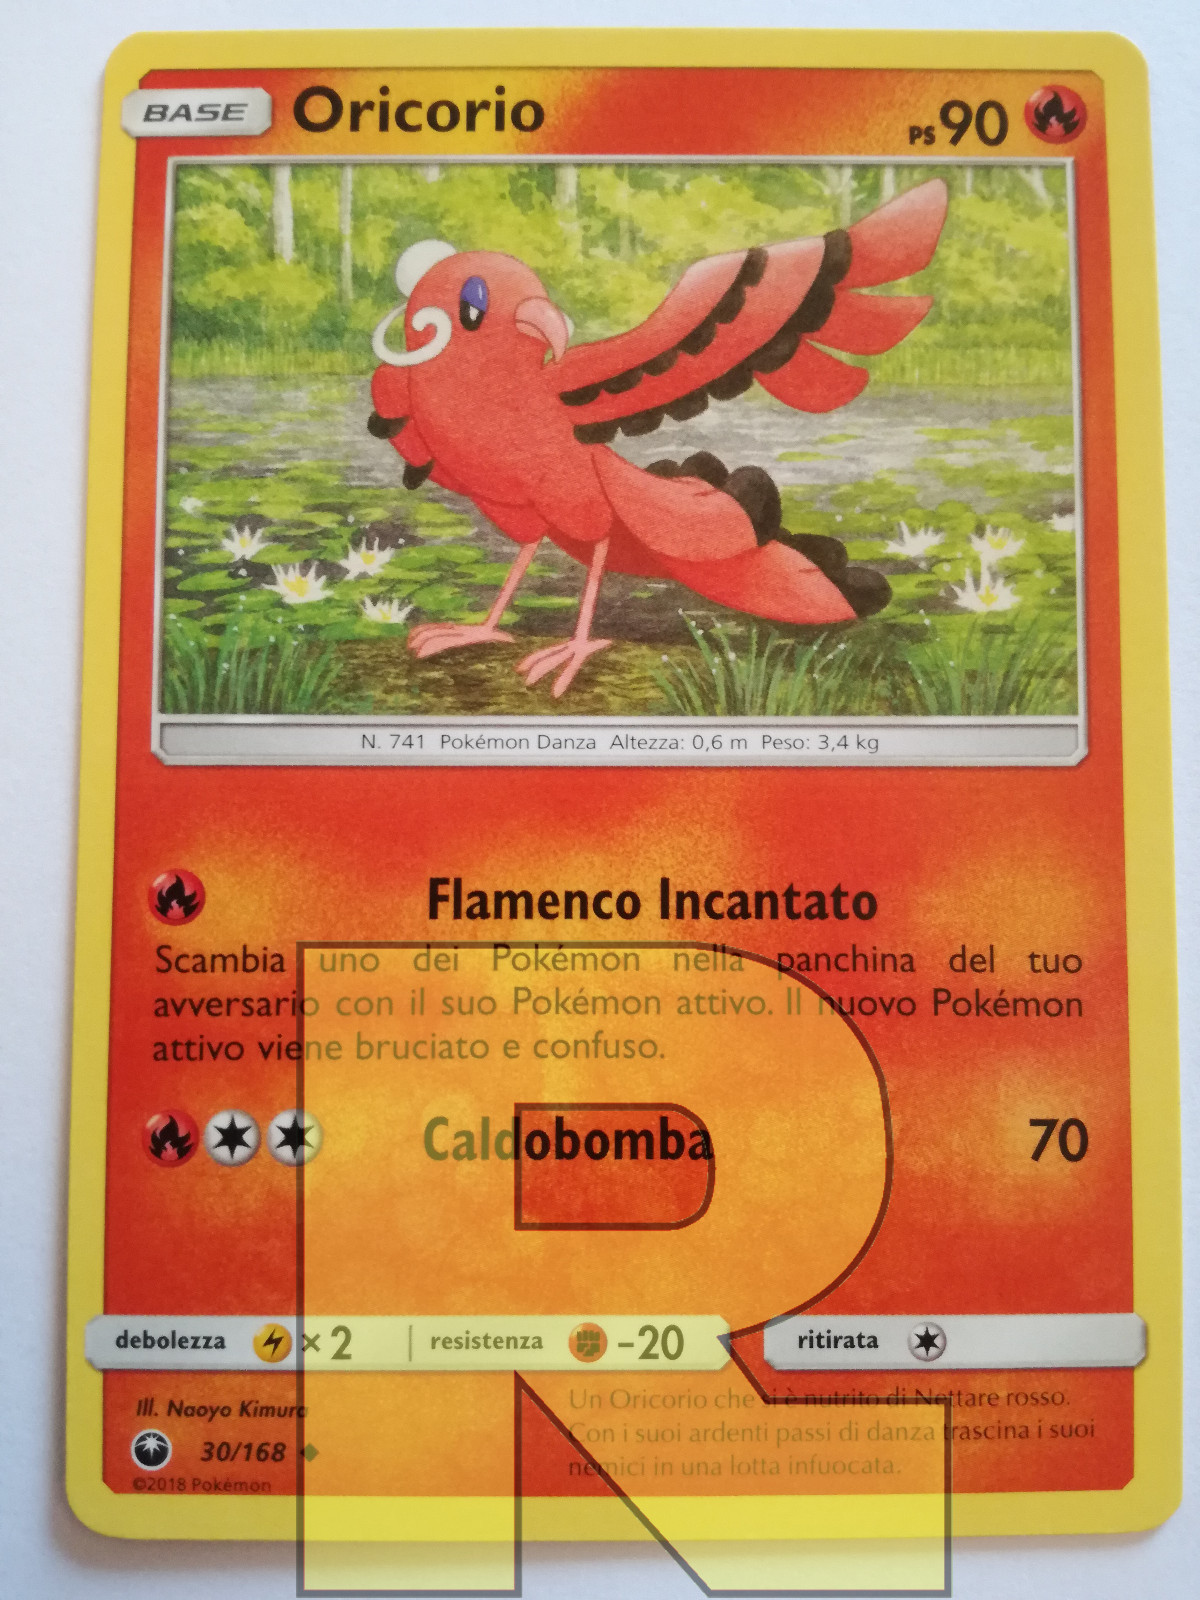 BASE Oricorio PS 90
N. 741 Pokémon Danza Altezza: 0,6 m Peso: 3,4 kg
Flamenco Incantato
Scambia uno dei Pokémon nella panchina del tuo
avversario con il suo Pokémon attivo. Il nuovo Pokémon
attivo viene bruciato e confuso.
Caldobomba 70
debolezza × 2 resistenza -20 ritirata
Ill. Naoyo Kimura
30/168
©2018 Pokémon
Un Oricorio che si è nutrito di Nettare rosso.
Con i suoi ardenti passi di danza trascina i suoi
nemici in una lotta infuocata.
R